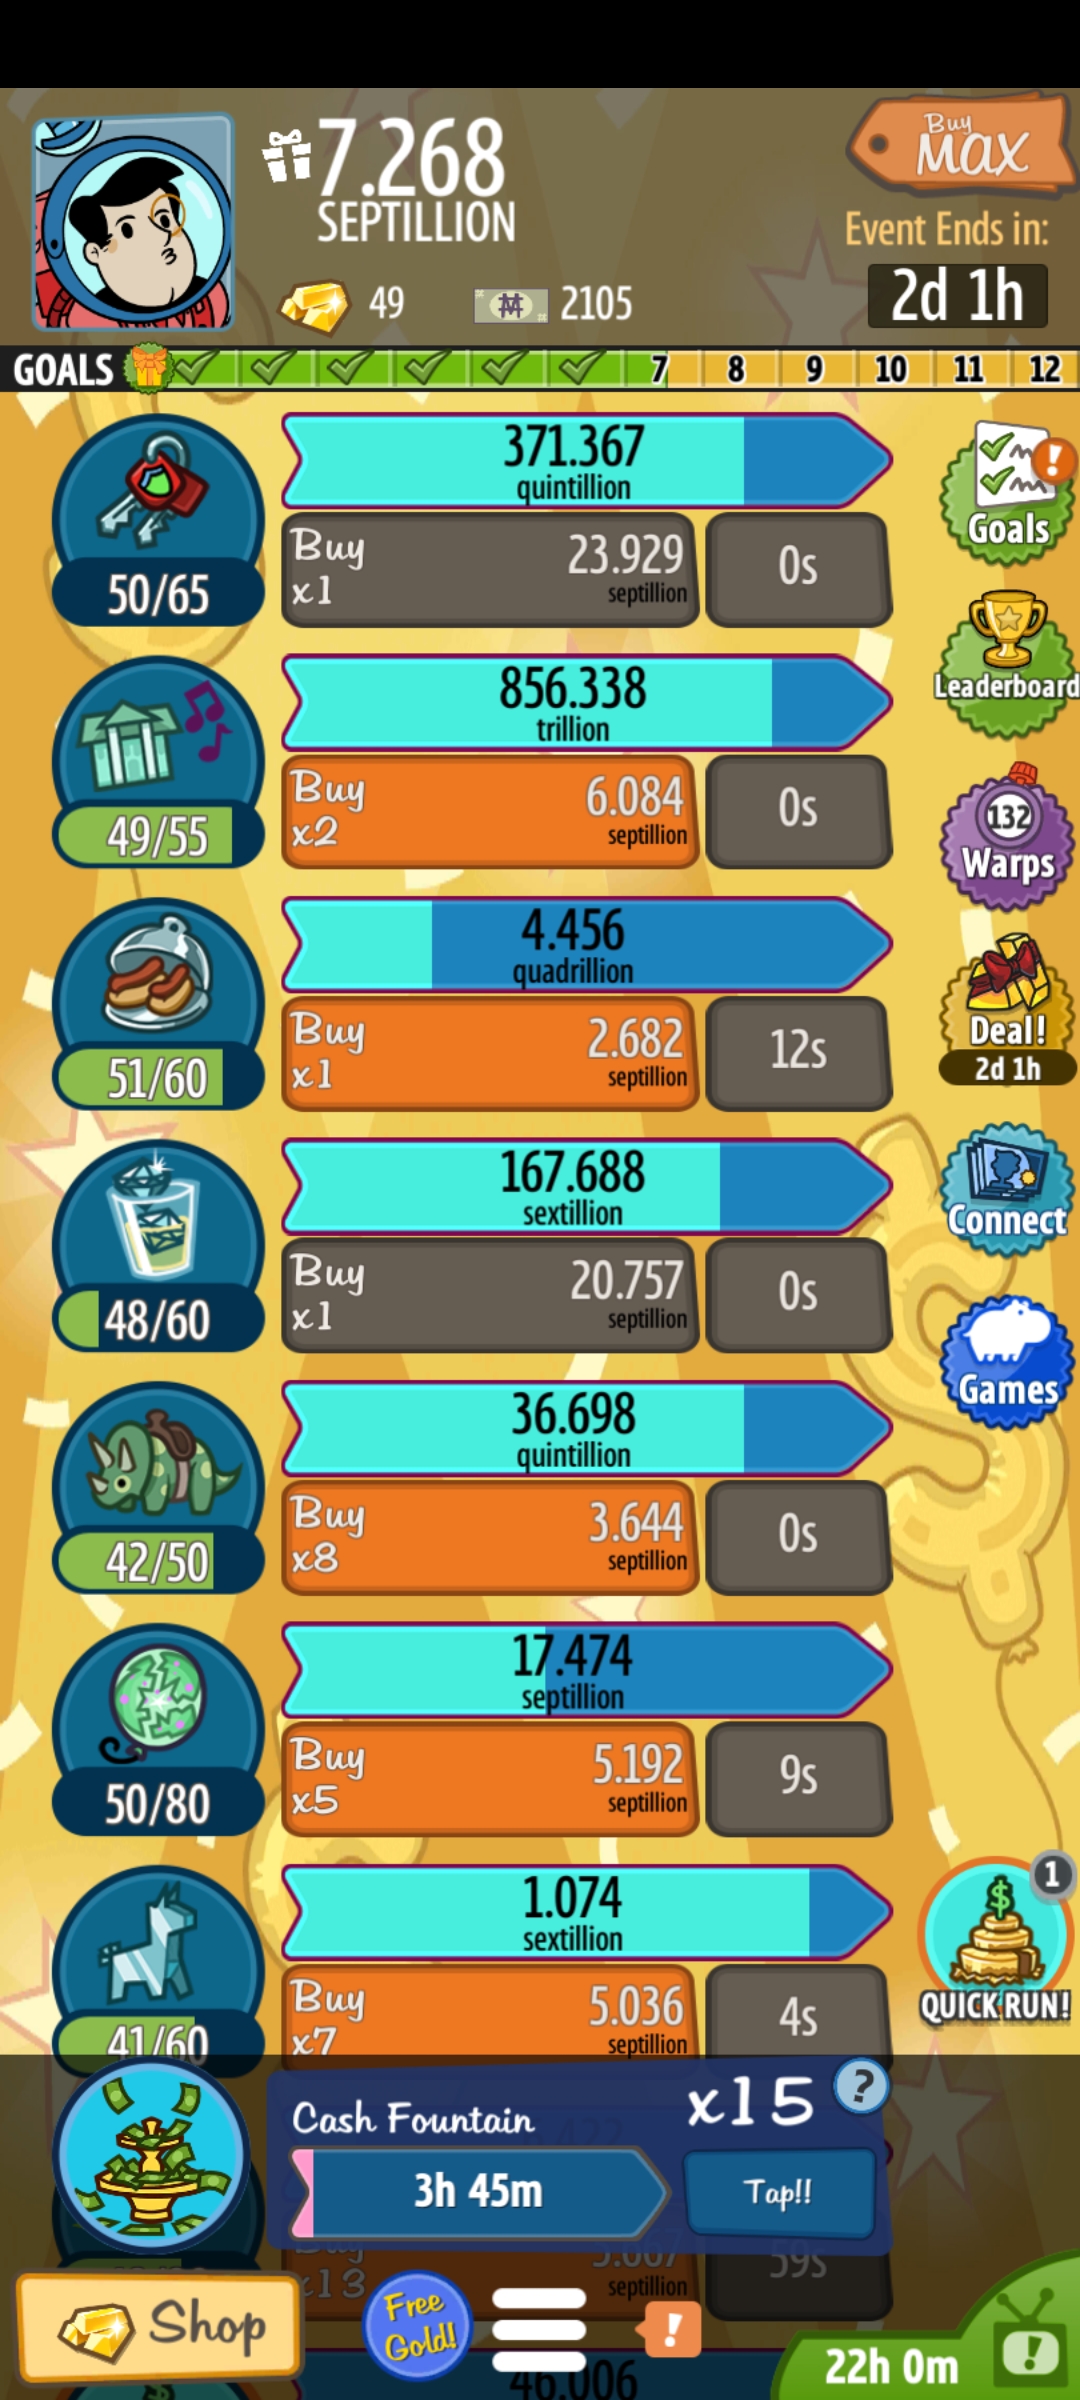 7.268
SEPTILLION
Buy
MAX
Event Ends in:
49
2105
2d 1h
GOALS
7
8
9
10
11
12
371.367
quintillion
50/65
Buy
x1
23.929
septillion
0s
Goals
856.338
trillion
49/55
Buy
x2
6.084
septillion
0s
Leaderboard
132
Warps
4.456
quadrillion
51/60
Buy
x1
2.682
septillion
12s
Deal!
2d 1h
167.688
sextillion
48/60
Buy
x1
20.757
septillion
0s
Connect
36.698
quintillion
42/50
Buy
x8
3.644
septillion
0s
Games
17.474
septillion
50/80
Buy
x5
5.192
septillion
9s
1.074
sextillion
41/60
Buy
x7
5.036
septillion
4s
1
QUICK RUN!
Cash Fountain
x15
?
3h 45m
Tap!!
Buy
x13
5.667
septillion
59s
Shop
Free
Gold!
!
22h 0m
46.006